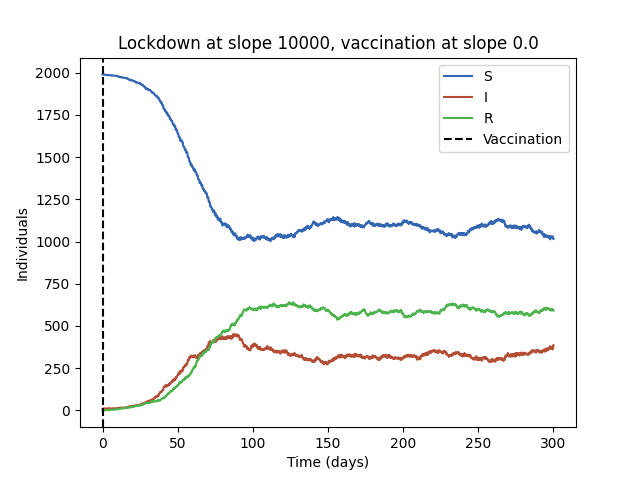 Lockdown at slope 10000, vaccination at slope 0.0
S
I
R
Vaccination
2000
1750
1500
1250
1000
750
500
250
0
Individuals
0 50 100 150 200 250 300
Time (days)